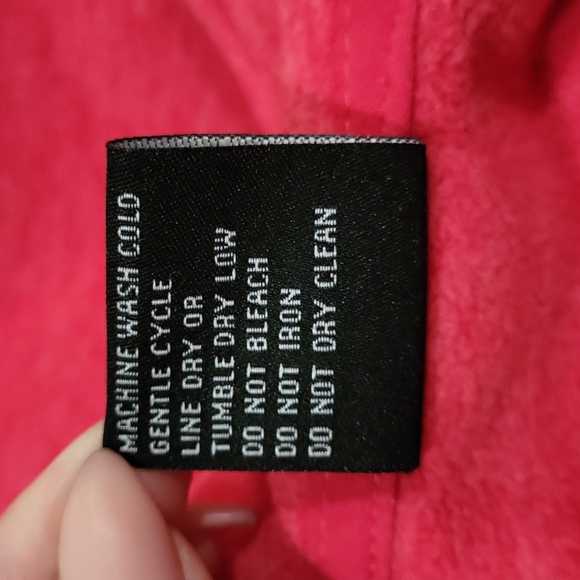 MACHINE WASH COLD
GENTLE CYCLE
LINE DRY OR
TUMBLE DRY LOW
DO NOT BLEACH
DO NOT IRON
DO NOT DRY CLEAN